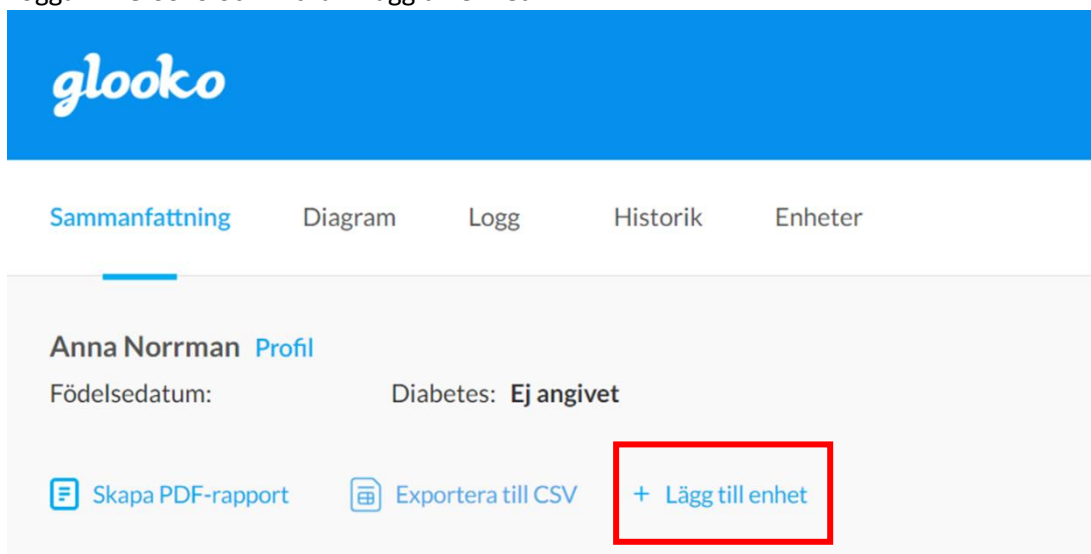 glooko
Sammanfattning Diagram Logg Historik Enheter
Anna Norrman Profil
Födelsedatum: Diabetes: Ej angivet
Skapa PDF-rapport Exportera till CSV + Lägg till enhet